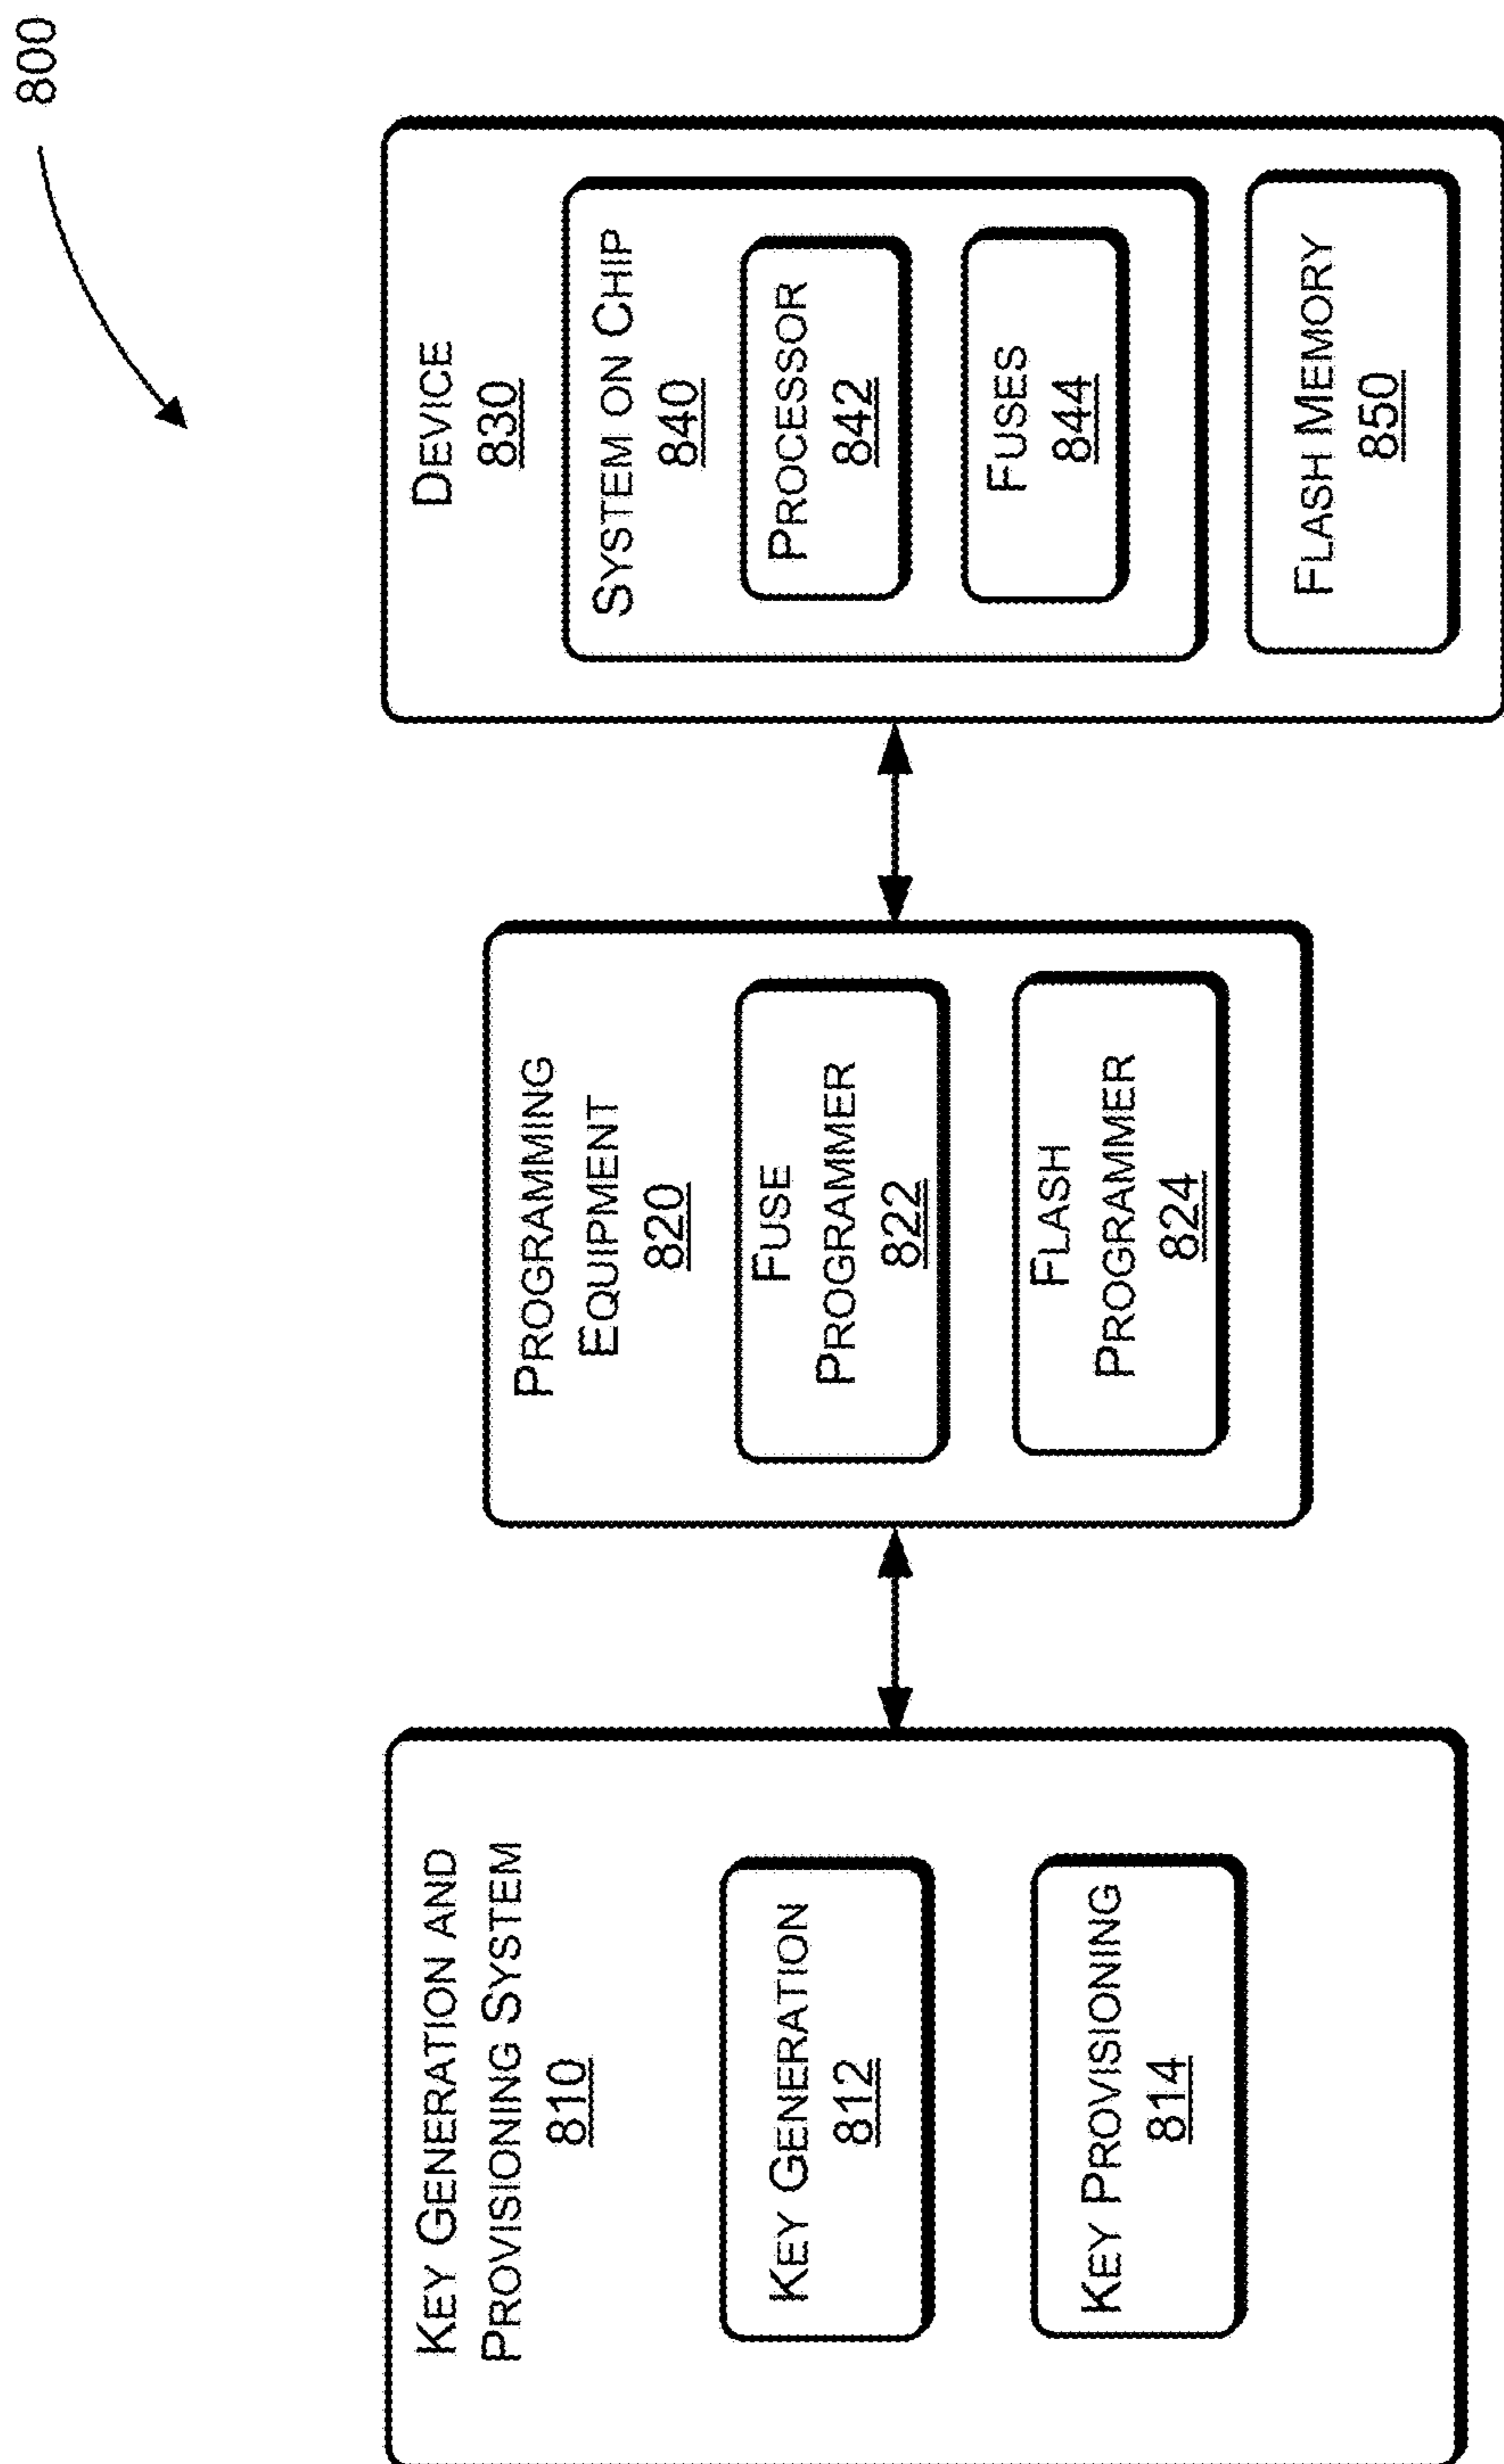 800
KEY GENERATION AND
PROVISIONING SYSTEM
810
KEY GENERATION
812
KEY PROVISIONING
814
PROGRAMING
EQUIPMENT
820
FUSE
PROGRAMMER
822
FLASH
PROGRAMMER
824
DEVICE
830
SYSTEM ON CHIP
840
PROCESSOR
842
FUSES
844
FLASH MEMORY
850